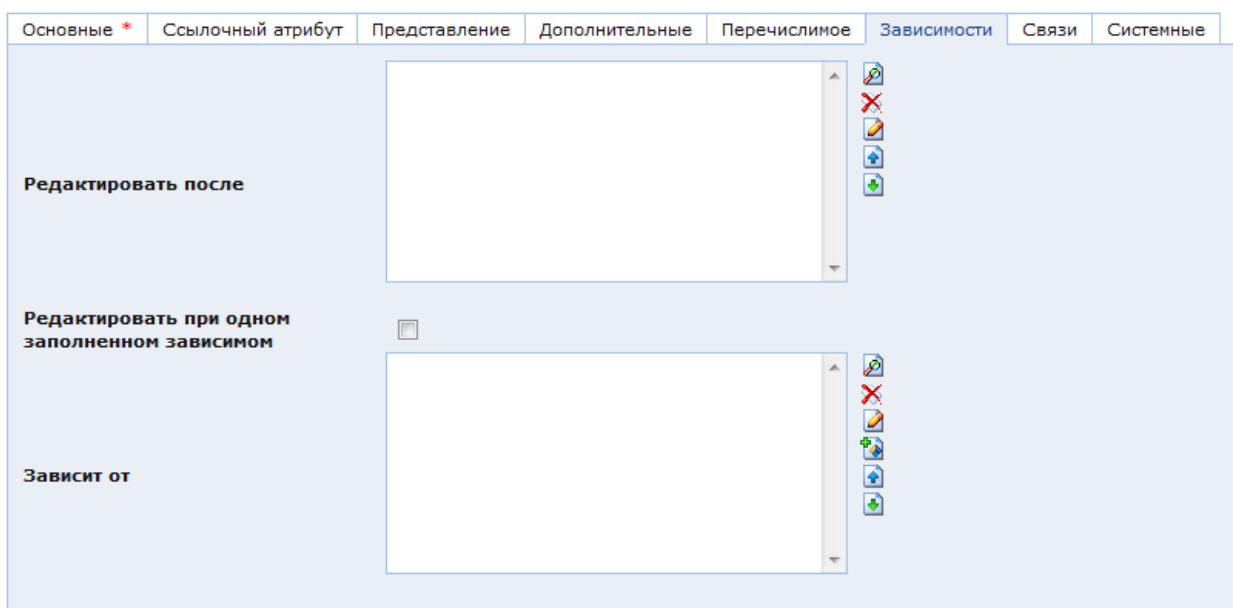 Основные * Ссылочный атрибут Представление Дополнительные Перечислимое Зависимости Связи Системные
Редактировать после
Редактировать при одном
заполненном зависимом
Зависит от